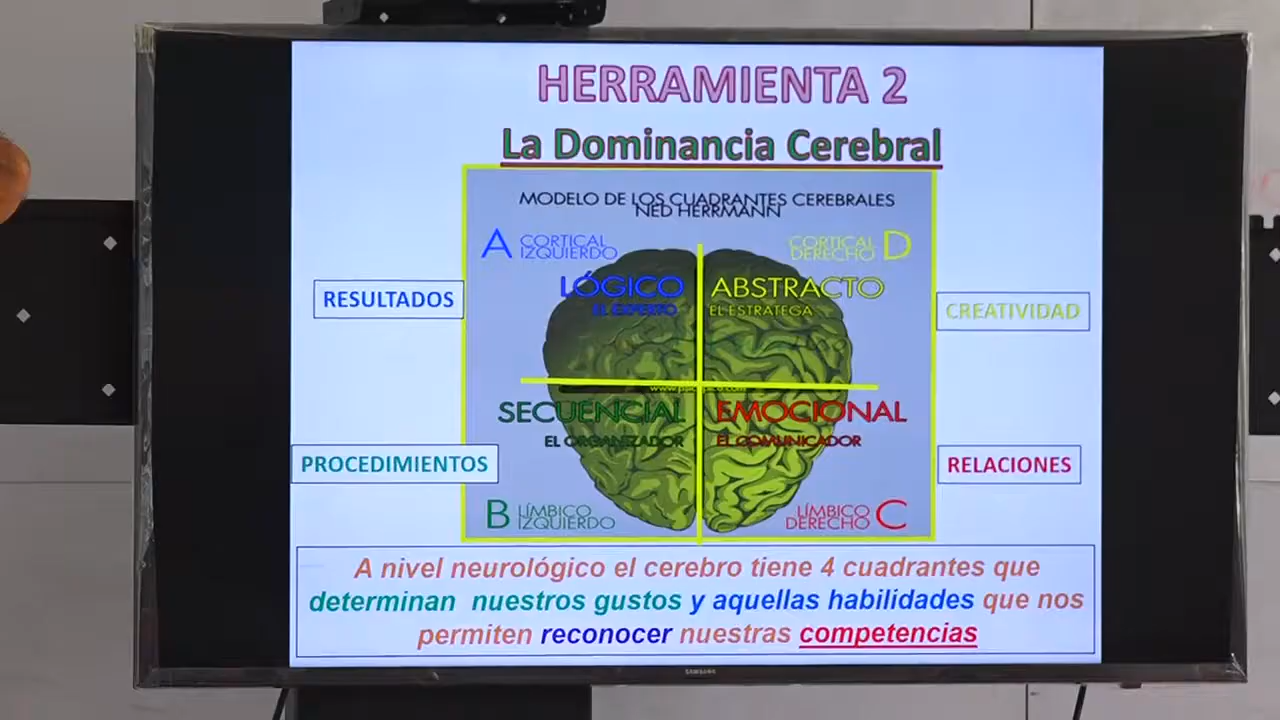 HERRAMIENTA 2
La Dominancia Cerebral
MODELO DE LOS CUADRANTES CEREBRALES
NED HERRMANN
A CORTICAL IZQUIERDO
CORTICAL DERECHO D
LÓGICO
EL EXPERTO
ABSTRACTO
EL ESTRATEGA
RESULTADOS
CREATIVIDAD
SECUENCIAL
EL ORGANIZADOR
EMOCIONAL
EL COMUNICADOR
PROCEDIMIENTOS
RELACIONES
B LÍMBICO IZQUIERDO
LÍMBICO DERECHO C
A nivel neurológico el cerebro tiene 4 cuadrantes que
determinan nuestros gustos y aquellas habilidades que nos
permiten reconocer nuestras competencias
SAMSUNG